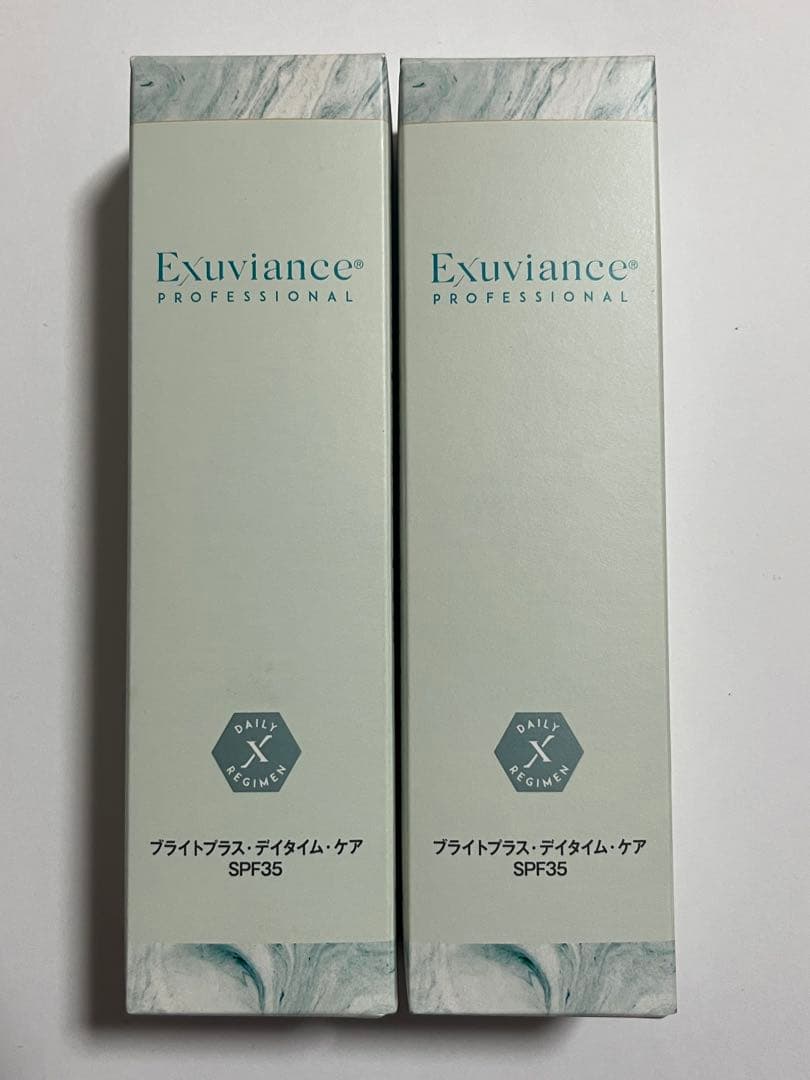 Exuviance®
PROFESSIONAL
DAILY
X
REGIMEN
ブライトプラス・デイタイム・ケア
SPF35
Exuviance®
PROFESSIONAL
DAILY
X
REGIMEN
ブライトプラス・デイタイム・ケア
SPF35